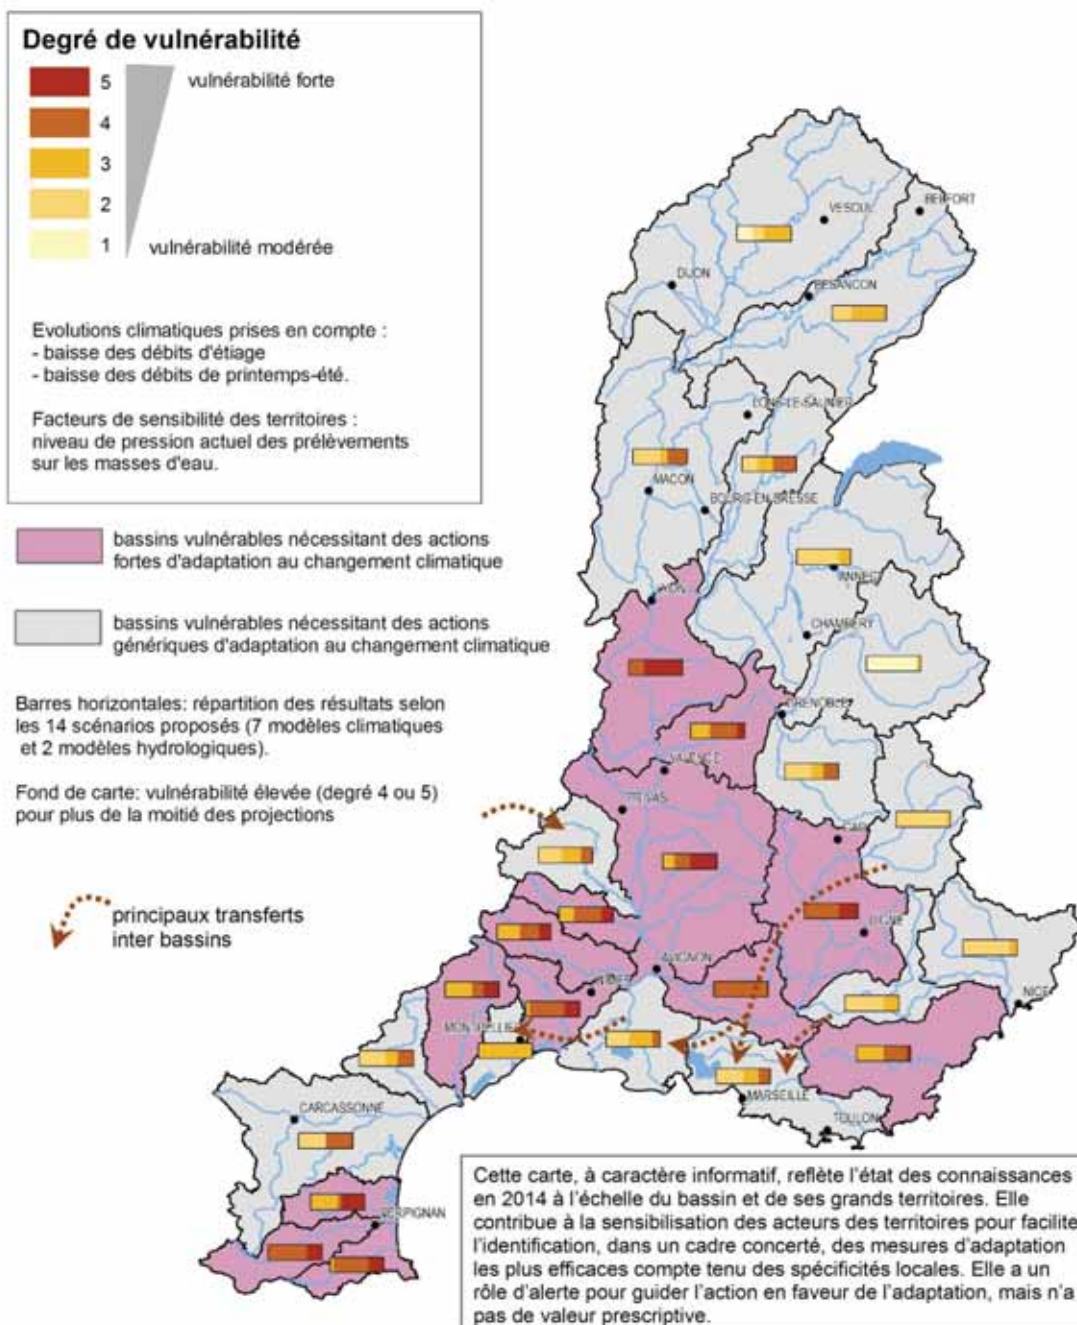 Degré de vulnérabilité
5
vulnérabilité forte
4
3
2
1
vulnérabilité modérée
Evolutions climatiques prises en compte :
- baisse des débits d'étiage
- baisse des débits de printemps-été.
Facteurs de sensibilité des territoires :
niveau de pression actuel des prélèvements
sur les masses d'eau.
bassins vulnérables nécessitant des actions
fortes d'adaptation au changement climatique
bassins vulnérables nécessitant des actions
génériques d'adaptation au changement climatique
Barres horizontales: répartition des résultats selon
les 14 scénarios proposés (7 modèles climatiques
et 2 modèles hydrologiques).
Fond de carte: vulnérabilité élevée (degré 4 ou 5)
pour plus de la moitié des projections
principaux transferts
inter bassins
VESOUL
BELFORT
DIJON
BESANCON
LONS-LE-SAUNIER
MACON
BOURG-EN-BRESSE
ANNECY
LYON
CHAMBERY
GRENOBLE
VALENCE
PRIVAS
GAP
DIGNE
AVIGNON
NIMES
NICE
MONTPELLIER
MARSEILLE
TOULON
CARCASSONNE
PERPIGNAN
Cette carte, à caractère informatif, reflète l'état des connaissances
en 2014 à l'échelle du bassin et de ses grands territoires. Elle
contribue à la sensibilisation des acteurs des territoires pour facilite
l'identification, dans un cadre concerté, des mesures d'adaptation
les plus efficaces compte tenu des spécificités locales. Elle a un
rôle d'alerte pour guider l'action en faveur de l'adaptation, mais n'a
pas de valeur prescriptive.